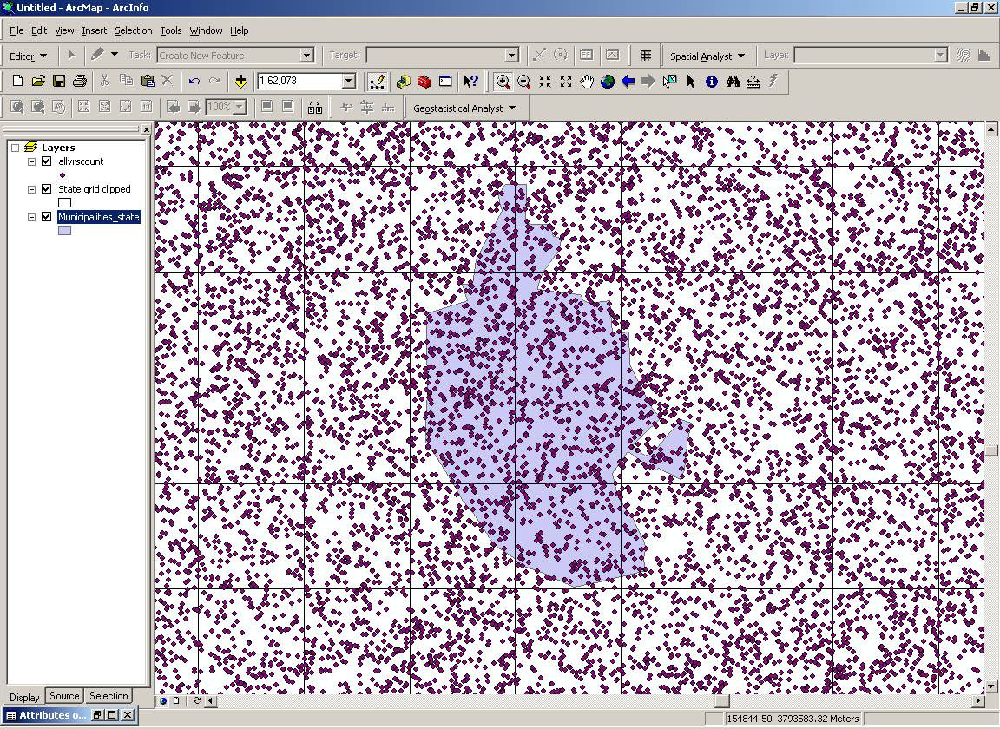 Untitled - ArcMap - ArcInfo
File Edit View Insert Selection Tools Window Help
Editor Task: Create New Feature Target: Spatial Analyst Layer:
1:62,073
100% Geostatistical Analyst
Layers
allyrscount
State grid clipped
Municipalities_state
Display Source Selection
Attributes o...
154844.50 3793583.32 Meters